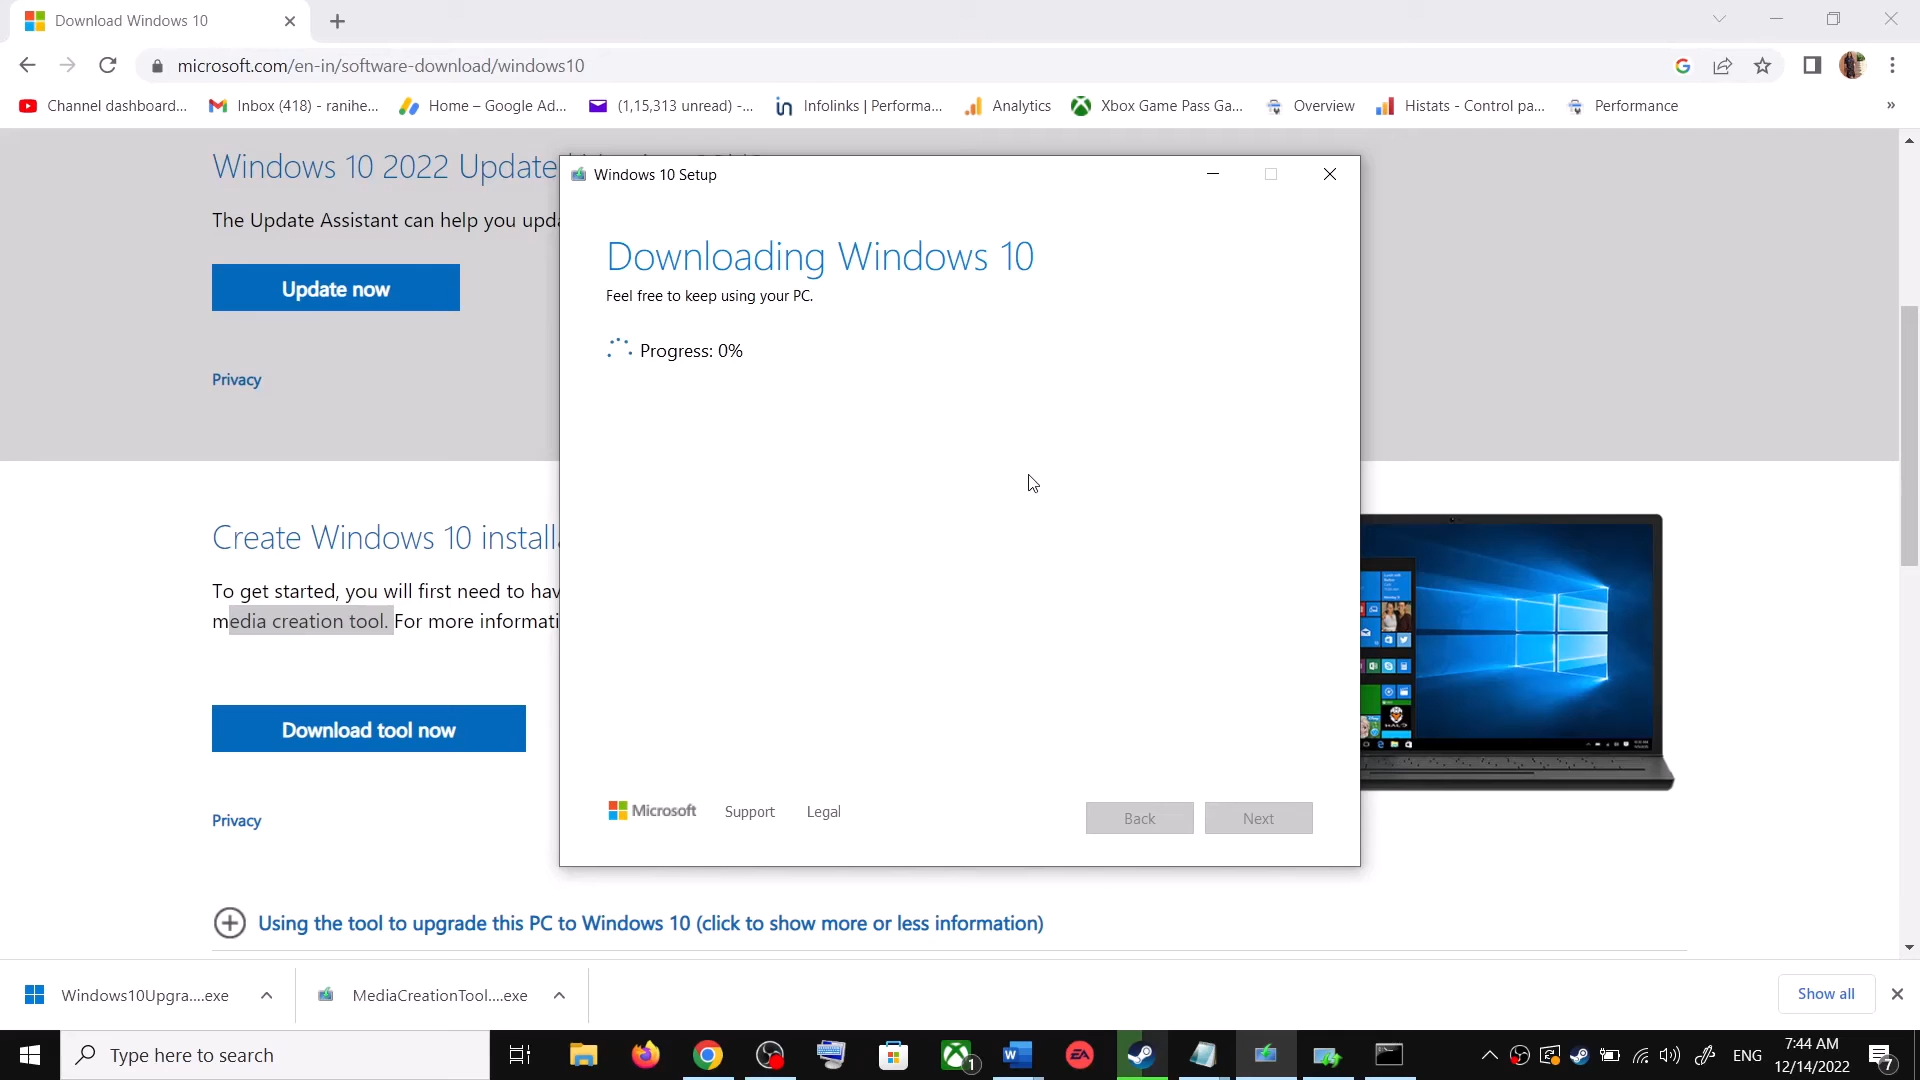 Download Windows 10
microsoft.com/en-in/software-download/windows10
Channel dashboard...
Inbox (418) - ranihe...
Home – Google Ad...
(1,15,313 unread) -...
Infolinks | Performa...
Analytics
Xbox Game Pass Ga...
Overview
Histats - Control pa...
Performance
»
Windows 10 2022 Update
The Update Assistant can help you upda
Update now
Privacy
Windows 10 Setup
Downloading Windows 10
Feel free to keep using your PC.
Progress: 0%
Microsoft
Support
Legal
Back
Next
Create Windows 10 installa
To get started, you will first need to hav
media creation tool. For more informati
Download tool now
Privacy
Using the tool to upgrade this PC to Windows 10 (click to show more or less information)
Windows10Upgra....exe
MediaCreationTool....exe
Show all
Type here to search
1
W
EA
ENG
7:44 AM
12/14/2022
7